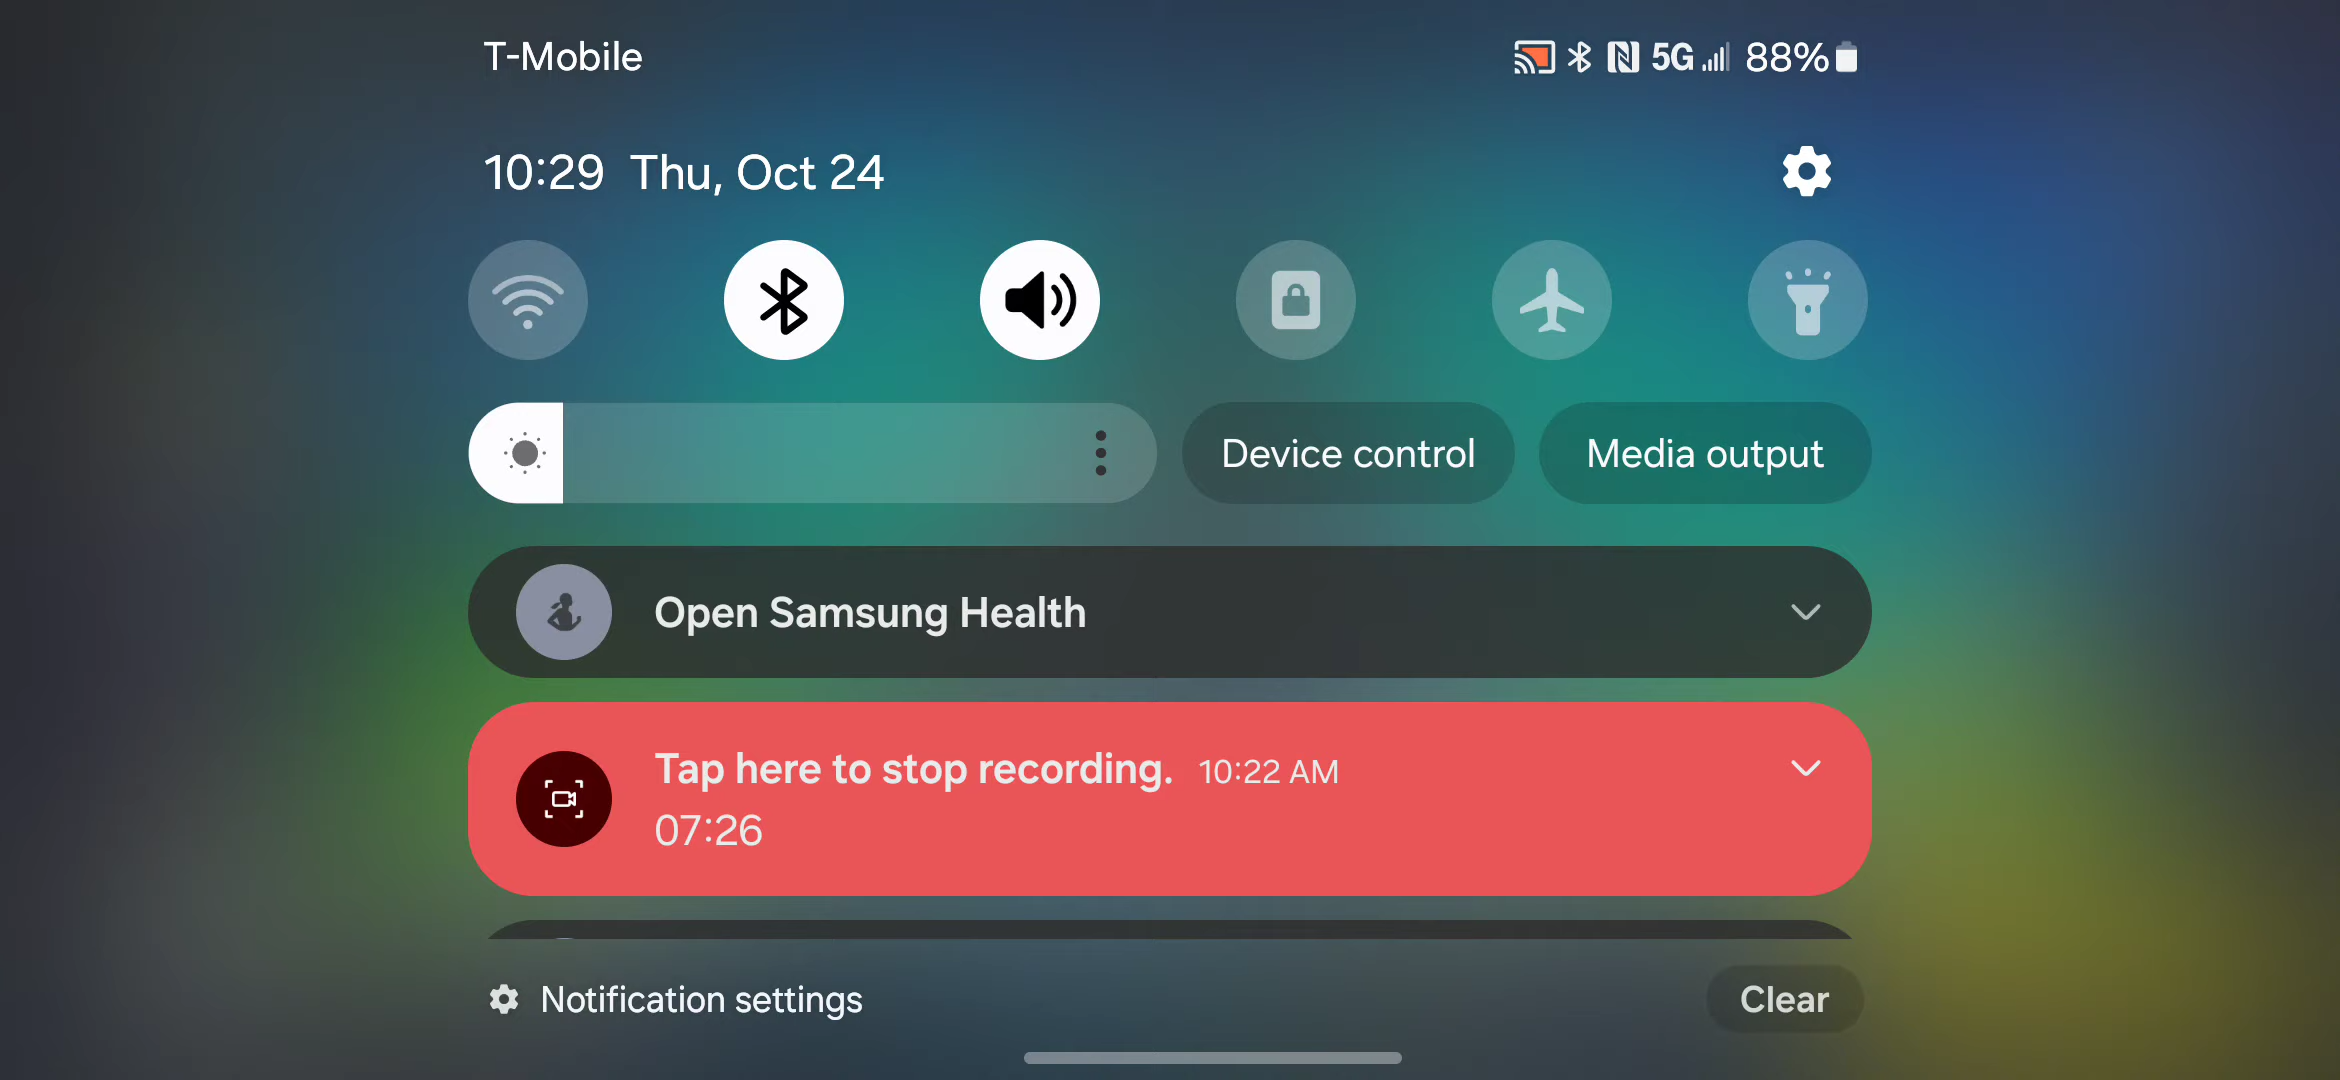 T-Mobile 5G 88%
10:29 Thu, Oct 24
Device control Media output
Open Samsung Health
Tap here to stop recording. 10:22 AM
07:26
Notification settings Clear